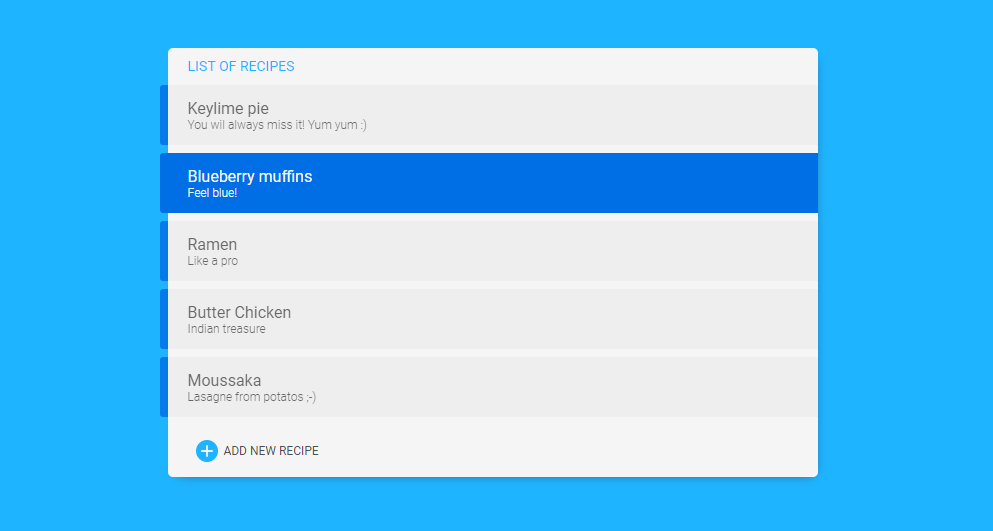 LIST OF RECIPES
Keylime pie
You wil always miss it! Yum yum :)
Blueberry muffins
Feel blue!
Ramen
Like a pro
Butter Chicken
Indian treasure
Moussaka
Lasagne from potatos ;-)
ADD NEW RECIPE